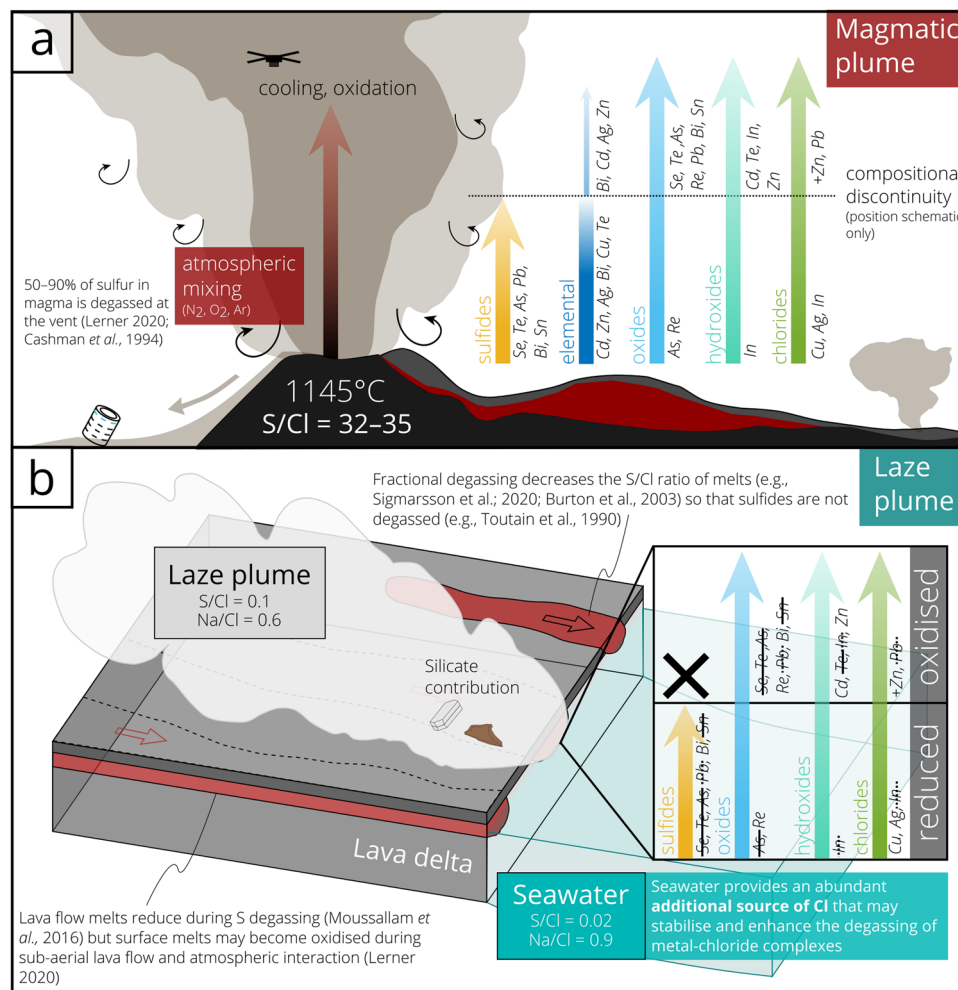 a
Magmatic
plume
cooling, oxidation
Bi, Cd, Ag, Zn
Se, Te ,As,
Re, Pb, Bi, Sn
Cd, Te, In,
Zn
+Zn, Pb
compositiona
discontinuity
(position schematic
only)
atmospheric
mixing
(N₂, O₂, Ar)
50–90% of sulfur in
magma is degassed at
the vent (Lerner 2020;
Cashman et al., 1994)
sulfides
Se, Te, As, Pb,
Bi, Sn
elemental
Cd, Zn, Ag, Bi, Cu, Te
oxides
As, Re
hydroxides
In
chlorides
Cu, Ag, In
1145°C
S/Cl = 32–35
b
Laze
plume
Fractional degassing decreases the S/Cl ratio of melts (e.g.,
Sigmarsson et al.; 2020; Burton et al., 2003) so that sulfides are not
degassed (e.g., Toutain et al., 1990)
Laze plume
S/Cl = 0.1
Na/Cl = 0.6
Silicate
contribution
Se, Te ,As,
Re, Pb, Bi, Sn
Cd, Te, In, Zn
+Zn, Pb
oxidised
sulfides
Se, Te, As, Pb, Bi, Sn
oxides
As, Re
hydroxides
In
chlorides
Cu, Ag, In
reduced
Lava delta
Seawater
S/Cl = 0.02
Na/Cl = 0.9
Seawater provides an abundant
additional source of Cl that may
stabilise and enhance the degassing of
metal-chloride complexes
Lava flow melts reduce during S degassing (Moussallam et
al., 2016) but surface melts may become oxidised during
sub-aerial lava flow and atmospheric interaction (Lerner
2020)